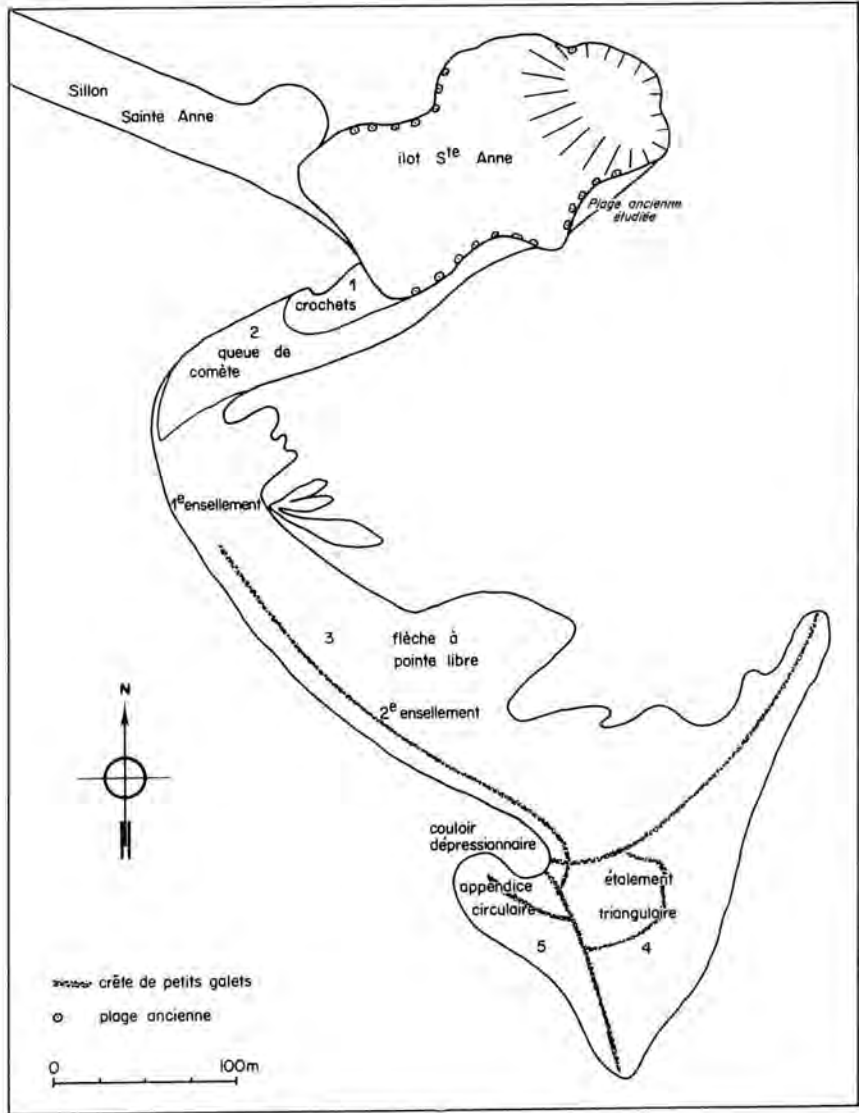 Sillon
Sainte Anne
îlot Ste Anne
Plage ancienne
étudiée
1
crochets
2
queue de
comète
1e ensellement
3
flèche à
pointe libre
2e ensellement
N
couloir
dépressionnaire
appendice
circulaire
étalement
triangulaire
5
4
crête de petits galets
plage ancienne
0
100m